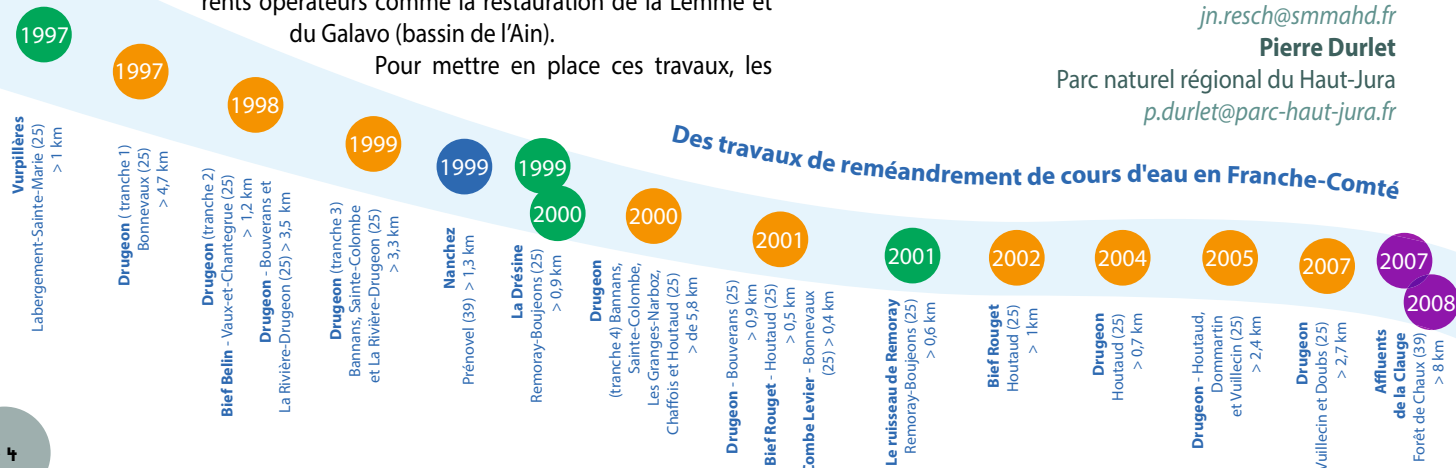 rents opérateurs comme la restauration de la Lemme et
du Galavo (bassin de l'Ain).
Pour mettre en place ces travaux, les
jn.resch@smmahd.fr
Pierre Durlet
Parc naturel régional du Haut-Jura
p.durlet@parc-haut-jura.fr
Des travaux de reméandrement de cours d'eau en Franche-Comté
1997
Vurpillères
Labergement-Sainte-Marie (25)
> 1 km
1997
Drugeon ( tranche 1)
Bonnevaux (25)
> 4,7 km
1998
Drugeon (tranche 2)
Bief Belin - Vaux-et-Chantegrue (25)
> 1,2 km
Drugeon - Bouverans et
La Rivière-Drugeon (25) > 3,5 km
1999
Drugeon (tranche 3)
Bannans, Sainte-Colombe
et La Rivière-Drugeon (25)
> 3,3 km
1999
Nanchez
Prénovel (39) > 1,3 km
1999
2000
La Drésine
Remoray-Boujeons (25)
> 0,9 km
2000
Drugeon
(tranche 4) Bannans,
Sainte-Colombe,
Les Granges-Narboz,
Chaffois et Houtaud (25)
> de 5,8 km
2001
Drugeon - Bouverans (25)
> 0,9 km
Bief Rouget - Houtaud (25)
> 0,5 km
Combe Levier - Bonnevaux
(25) > 0,4 km
2001
Le ruisseau de Remoray
Remoray-Boujeons (25)
> 0,6 km
2002
Bief Rouget
Houtaud (25)
> 1km
2004
Drugeon
Houtaud (25)
> 0,7 km
2005
Drugeon - Houtaud,
Dommartin
et Vuillecin (25)
> 2,4 km
2007
Drugeon
Vuillecin et Doubs (25)
> 2,7 km
2007
2008
Affluents
de la Clauge
Forêt de Chaux (39)
> 8 km
4